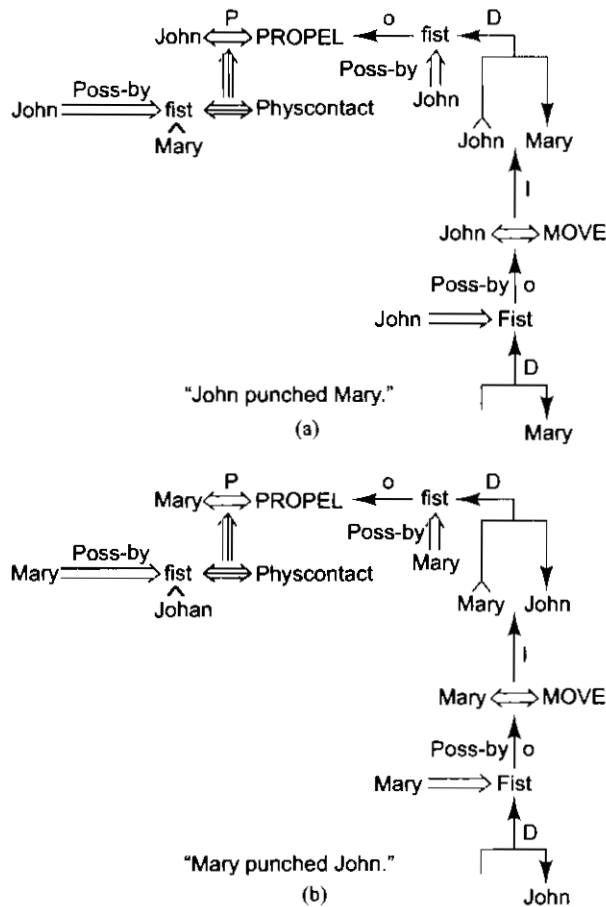 P o D
John PROPEL fist
Poss-by
Poss-by John
John fist Physcontact
Mary John Mary
I
John MOVE
Poss-by o
John Fist
D
"John punched Mary."
Mary
(a)
P o D
Mary PROPEL fist
Poss-by
Poss-by Mary
Mary fist Physcontact
Johan Mary John
I
Mary MOVE
Poss-by o
Mary Fist
D
"Mary punched John."
John
(b)